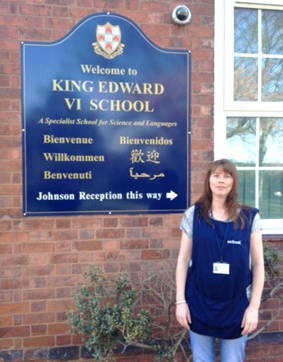 Welcome to
KING EDWARD
VI SCHOOL
A Specialist School for Science and Languages
Bienvenue Bienvenidos
Willkommen 歡迎
Benvenuti مرحباً
Johnson Reception this way →